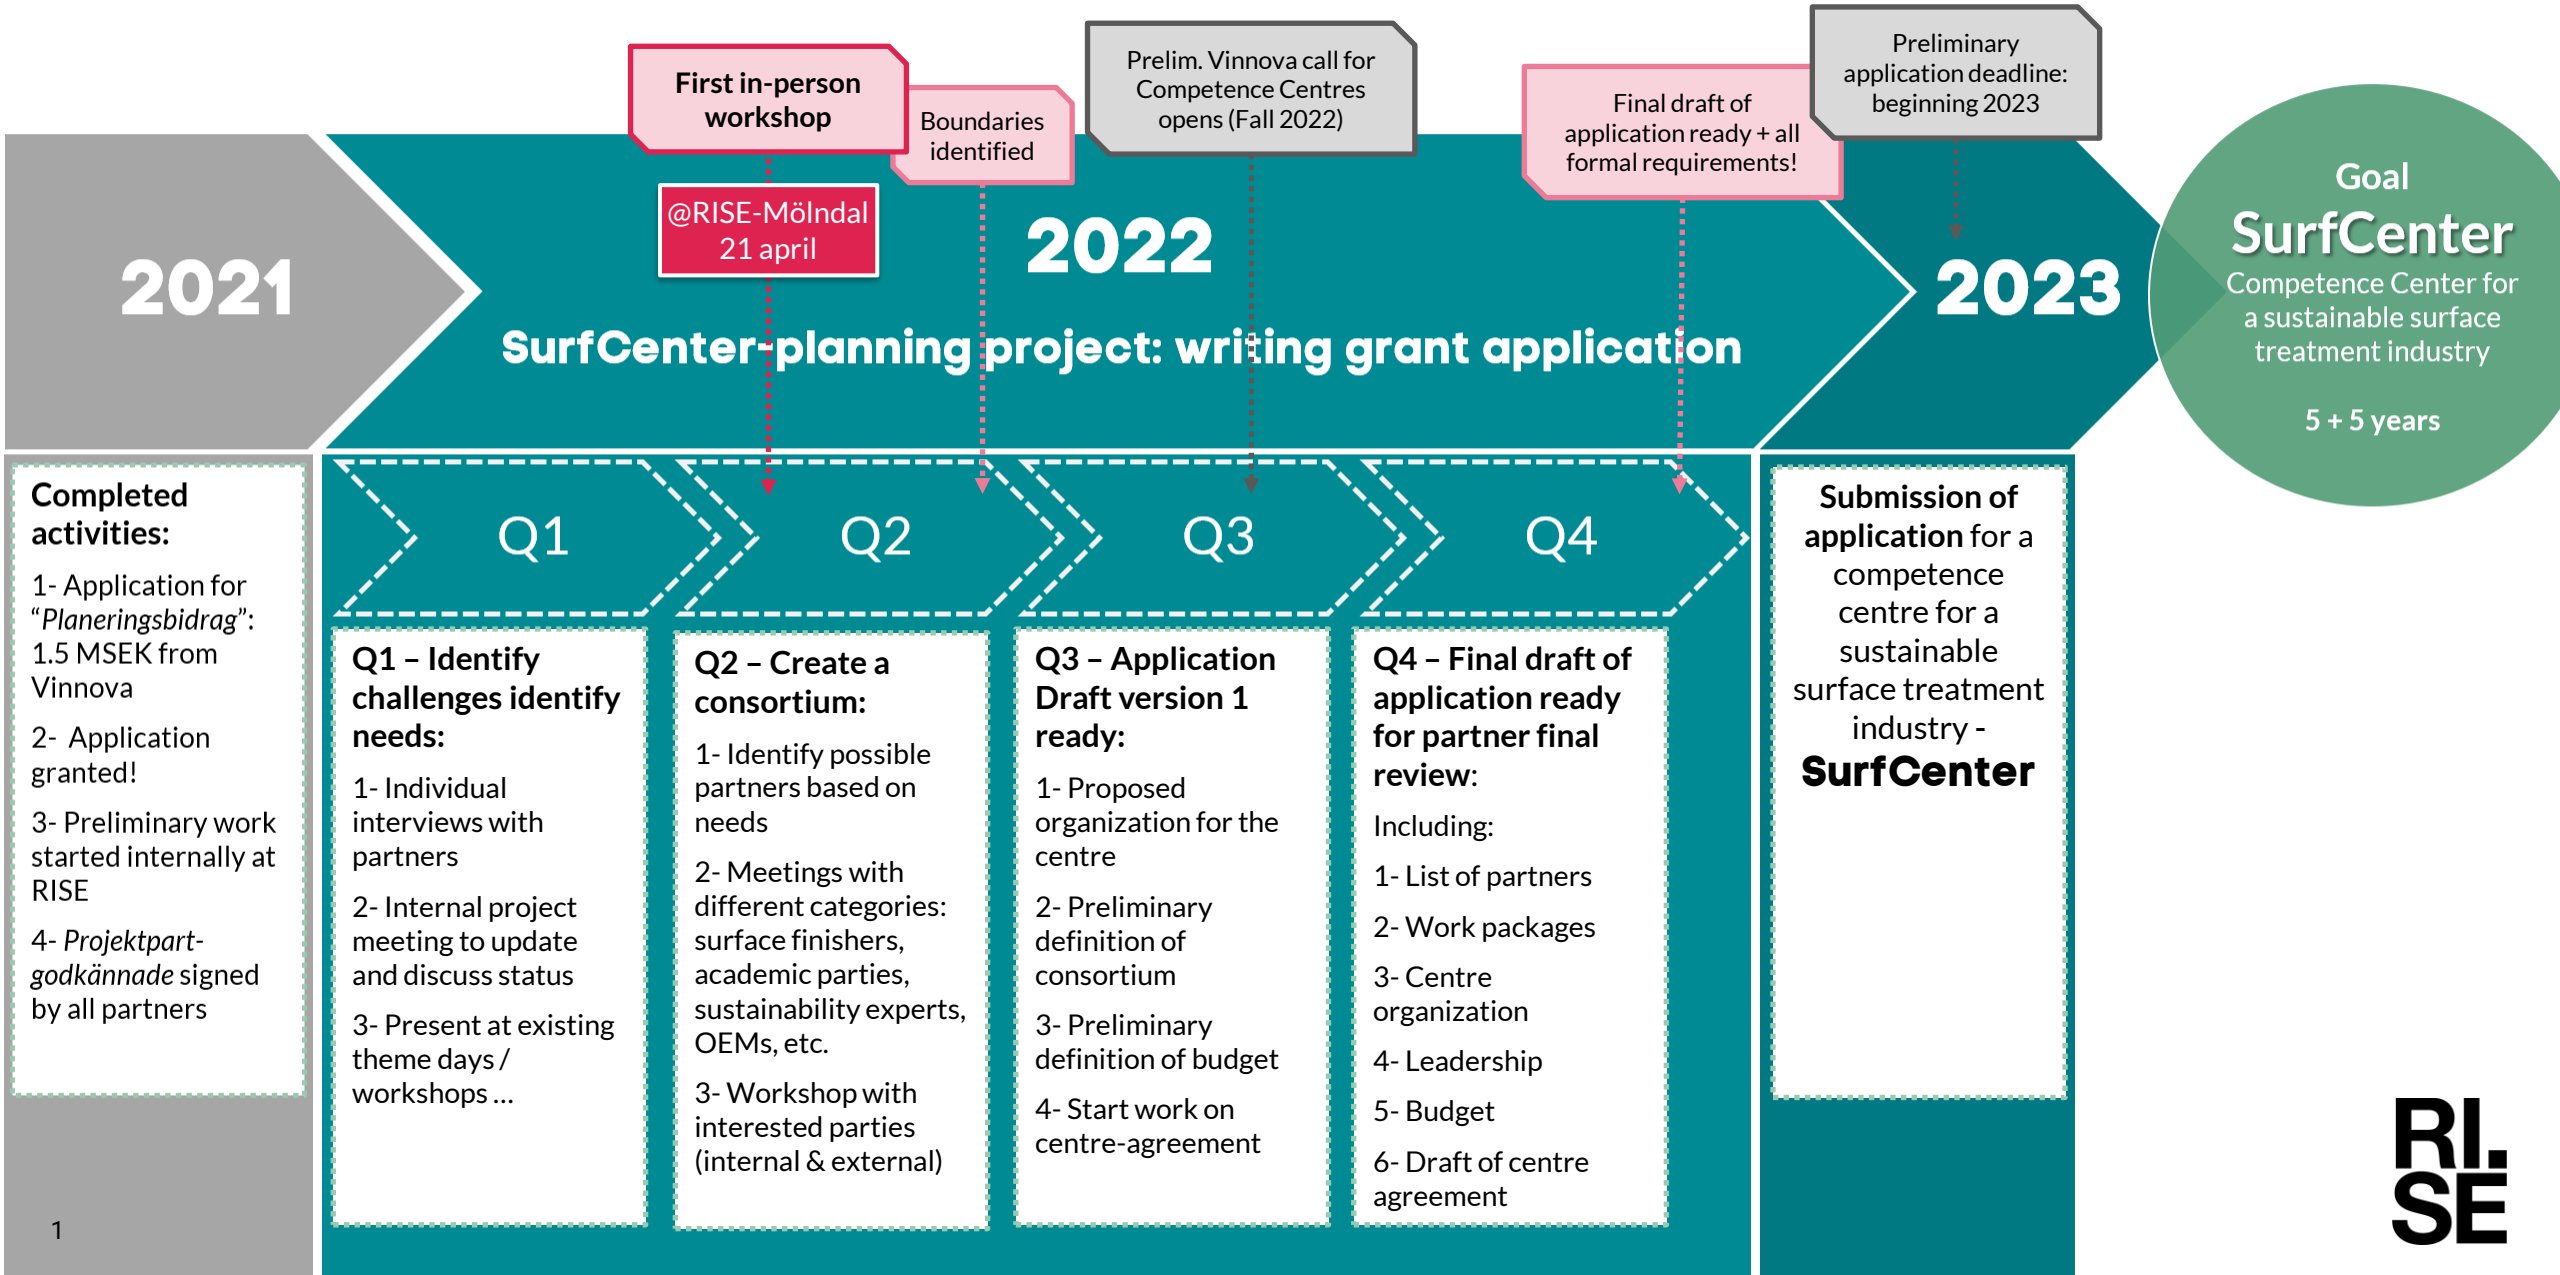 First in-person
workshop
Boundaries
identified
Prelim. Vinnova call for
Competence Centres
opens (Fall 2022)
Final draft of
application ready + all
formal requirements!
Preliminary
application deadline:
beginning 2023
@RISE-Mölndal
21 april
2021
2022
SurfCenter-planning project: writing grant application
2023
Goal
SurfCenter
Competence Center for
a sustainable surface
treatment industry
5 + 5 years
Completed
activities:
1- Application for
“Planeringsbidrag”:
1.5 MSEK from
Vinnova
2-  Application
granted!
3- Preliminary work
started internally at
RISE
4- Projektpart-
godkännade signed
by all partners
Q1
Q2
Q3
Q4
Q1 – Identify
challenges identify
needs:
1- Individual
interviews with
partners
2- Internal project
meeting to update
and discuss status
3- Present at existing
theme days /
workshops …
Q2 – Create a
consortium:
1- Identify possible
partners based on
needs
2- Meetings with
different categories:
surface finishers,
academic parties,
sustainability experts,
OEMs, etc.
3- Workshop with
interested parties
(internal & external)
Q3 – Application
Draft version 1
ready:
1- Proposed
organization for the
centre
2- Preliminary
definition of
consortium
3- Preliminary
definition of budget
4- Start work on
centre-agreement
Q4 – Final draft of
application ready
for partner final
review:
Including:
1- List of partners
2- Work packages
3- Centre
organization
4- Leadership
5- Budget
6- Draft of centre
agreement
Submission of
application for a
competence
centre for a
sustainable
surface treatment
industry -
SurfCenter
1
RI.
SE